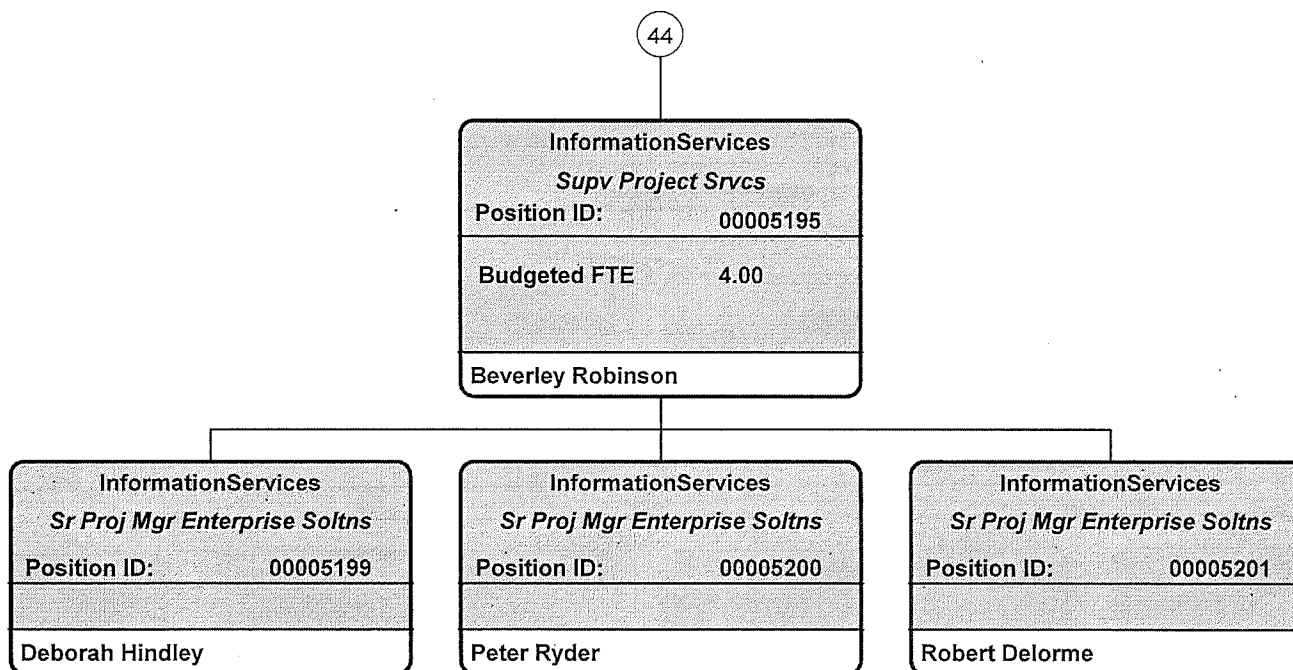 44
InformationServices
Supv Project Srvcs
Position ID: 00005195
Budgeted FTE 4.00
Beverley Robinson
InformationServices
Sr Proj Mgr Enterprise Soltns
Position ID: 00005199
Deborah Hindley
InformationServices
Sr Proj Mgr Enterprise Soltns
Position ID: 00005200
Peter Ryder
InformationServices
Sr Proj Mgr Enterprise Soltns
Position ID: 00005201
Robert Delorme